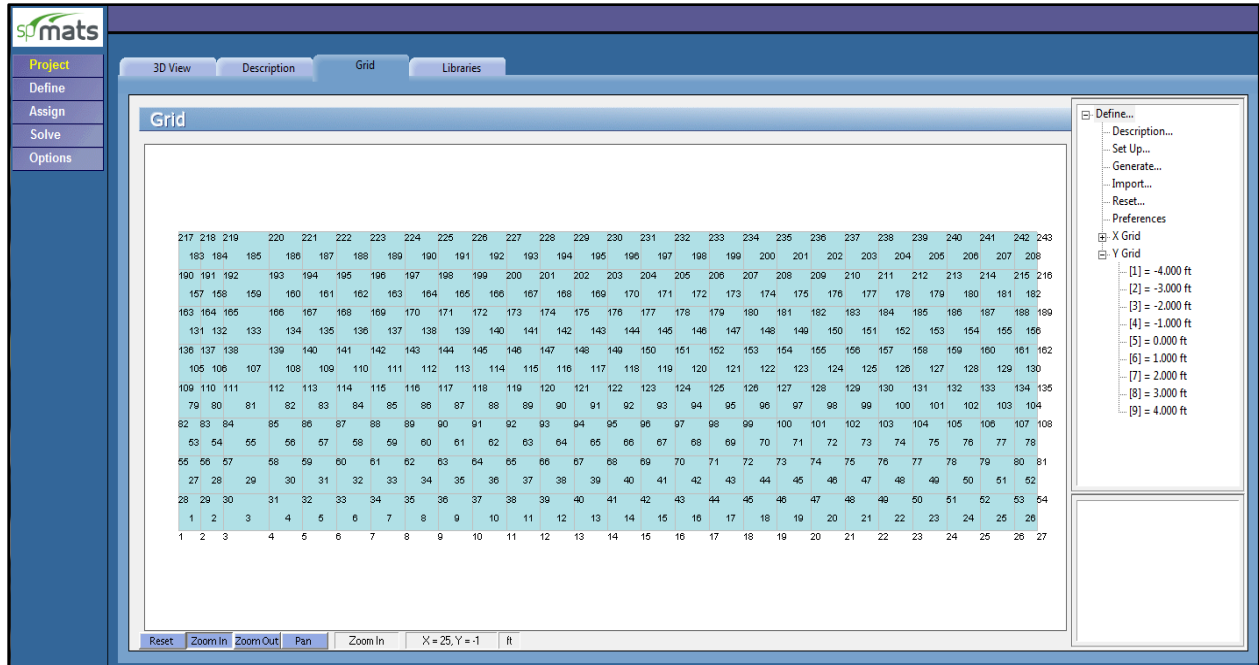 spmats
Project
Define
Assign
Solve
Options
3D View Description Grid Libraries
Grid
217 218 219 220 221 222 223 224 225 226 227 228 229 230 231 232 233 234 235 236 237 238 239 240 241 242 243
183 184 185 186 187 188 189 190 191 192 193 194 195 196 197 198 199 200 201 202 203 204 205 206 207 208
190 191 192 193 194 195 196 197 198 199 200 201 202 203 204 205 206 207 208 209 210 211 212 213 214 215 216
157 158 159 160 161 162 163 164 165 166 167 168 169 170 171 172 173 174 175 176 177 178 179 180 181 182
163 164 165 166 167 168 169 170 171 172 173 174 175 176 177 178 179 180 181 182 183 184 185 186 187 188 189
131 132 133 134 135 136 137 138 139 140 141 142 143 144 145 146 147 148 149 150 151 152 153 154 155 156
136 137 138 139 140 141 142 143 144 145 146 147 148 149 150 151 152 153 154 155 156 157 158 159 160 161 162
105 106 107 108 109 110 111 112 113 114 115 116 117 118 119 120 121 122 123 124 125 126 127 128 129 130
109 110 111 112 113 114 115 116 117 118 119 120 121 122 123 124 125 126 127 128 129 130 131 132 133 134 135
79 80 81 82 83 84 85 86 87 88 89 90 91 92 93 94 95 96 97 98 99 100 101 102 103 104
82 83 84 85 86 87 88 89 90 91 92 93 94 95 96 97 98 99 100 101 102 103 104 105 106 107 108
53 54 55 56 57 58 59 60 61 62 63 64 65 66 67 68 69 70 71 72 73 74 75 76 77 78
55 56 57 58 59 60 61 62 63 64 65 66 67 68 69 70 71 72 73 74 75 76 77 78 79 80 81
27 28 29 30 31 32 33 34 35 36 37 38 39 40 41 42 43 44 45 46 47 48 49 50 51 52
28 29 30 31 32 33 34 35 36 37 38 39 40 41 42 43 44 45 46 47 48 49 50 51 52 53 54
1 2 3 4 5 6 7 8 9 10 11 12 13 14 15 16 17 18 19 20 21 22 23 24 25 26
1 2 3 4 5 6 7 8 9 10 11 12 13 14 15 16 17 18 19 20 21 22 23 24 25 26 27
Reset Zoom In Zoom Out Pan Zoom In X = 25, Y = -1 ft
Define...
Description...
Set Up...
Generate...
Import...
Reset...
Preferences
X Grid
Y Grid
[1] = -4.000 ft
[2] = -3.000 ft
[3] = -2.000 ft
[4] = -1.000 ft
[5] = 0.000 ft
[6] = 1.000 ft
[7] = 2.000 ft
[8] = 3.000 ft
[9] = 4.000 ft